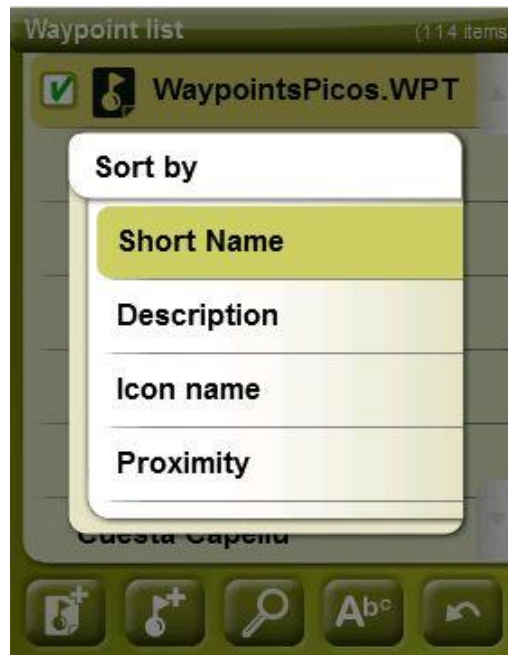 Waypoint list (114 items
WaypointsPicos.WPT
Sort by
Short Name
Description
Icon name
Proximity
Cuesta Capellu
Abc